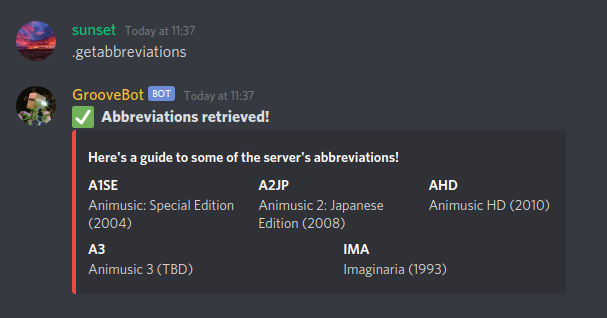 sunset Today at 11:37
.getabbreviations
GrooveBot BOT Today at 11:37
✅ Abbreviations retrieved!
Here's a guide to some of the server's abbreviations!
A1SE A2JP AHD
Animusic: Special Edition Animusic 2: Japanese Animusic HD (2010)
(2004) Edition (2008)
A3 IMA
Animusic 3 (TBD) Imaginaria (1993)